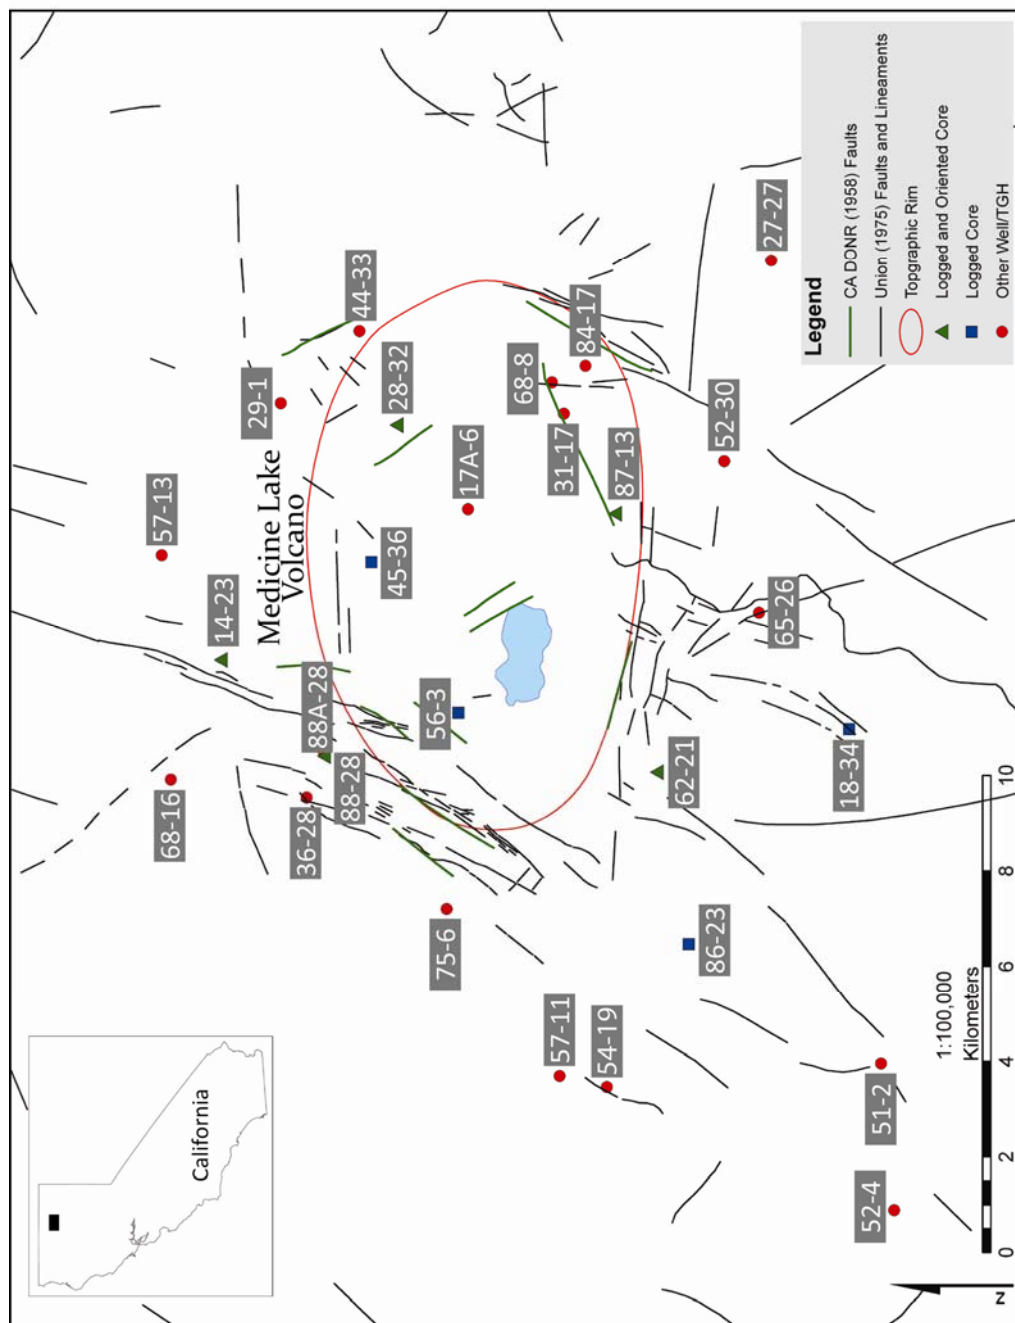 California
57-13
68-16
14-23
29-1
Medicine Lake
Volcano
44-33
88A-28
36-28
88-28
45-36
28-32
56-3
17A-6
75-6
68-8
84-17
31-17
57-11
87-13
54-19
62-21
86-23
52-30
27-27
65-26
18-34
51-2
52-4
Legend
CA DONR (1958) Faults
Union (1975) Faults and Lineaments
Topgraphic Rim
Logged and Oriented Core
Logged Core
Other Well/TGH
1:100,000
Kilometers
0 2 4 6 8 10
N